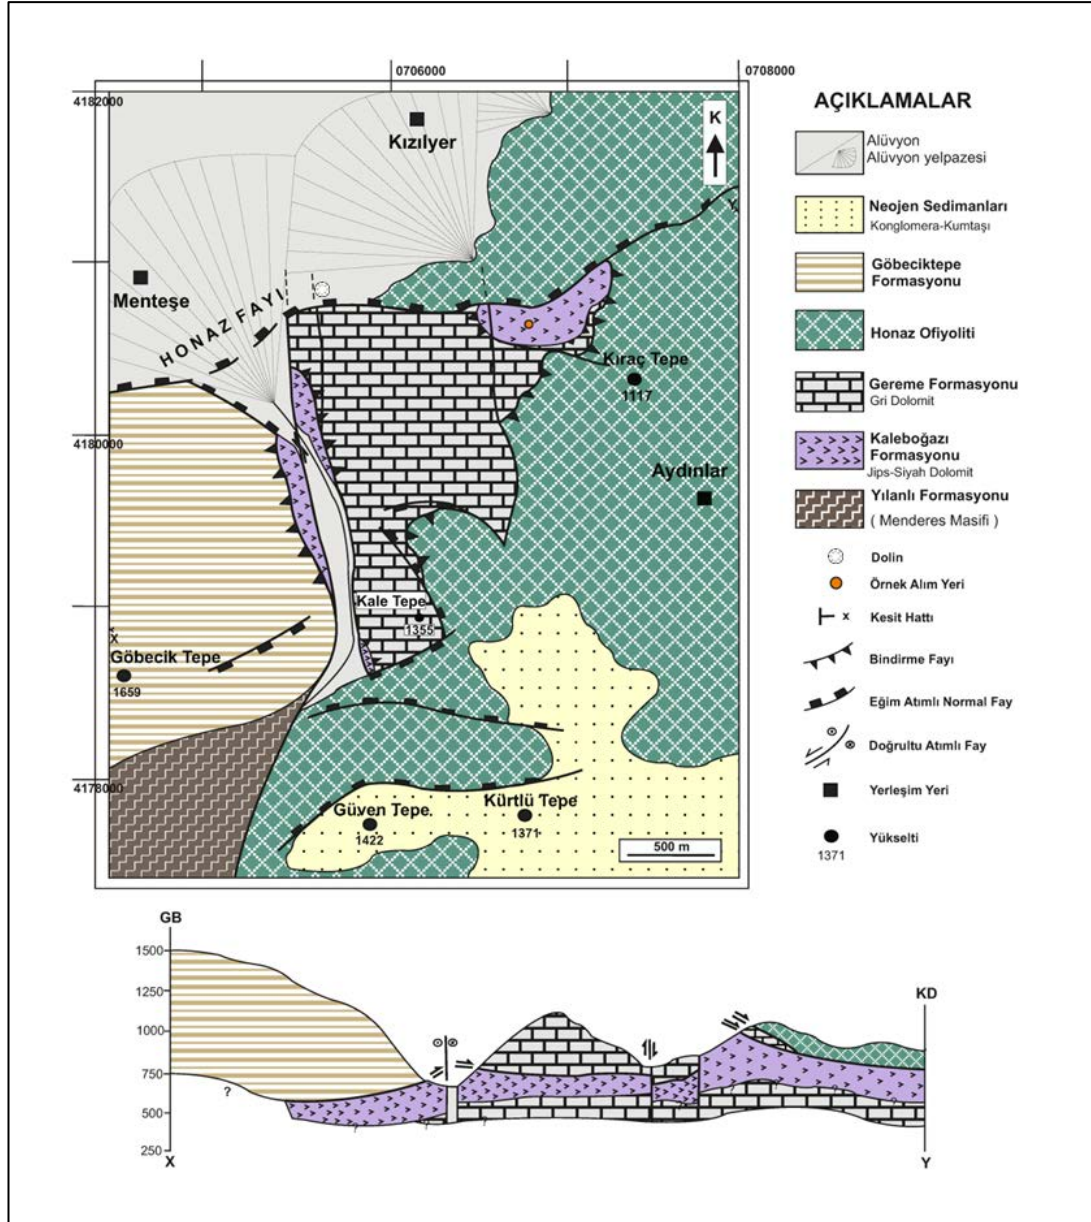 0706000
0708000
4182000
K
Kızılyer
Menteşe
HONAZ FAYI
Y
Kıraç Tepe
1117
4180000
Aydınlar
Kale Tepe
1355
X
Göbecik Tepe
1659
4178000
Güven Tepe
1422
Kürtlü Tepe
1371
500 m
AÇIKLAMALAR
Alüvyon
Alüvyon yelpazesi
Neojen Sedimanları
Konglomera-Kumtaşı
Göbeciktepe
Formasyonu
Honaz Ofiyoliti
Gereme Formasyonu
Gri Dolomit
Kaleboğazı
Formasyonu
Jips-Siyah Dolomit
Yılanlı Formasyonu
( Menderes Masifi )
Dolin
Örnek Alım Yeri
x Kesit Hattı
Bindirme Fayı
Eğim Atımlı Normal Fay
Doğrultu Atımlı Fay
Yerleşim Yeri
Yükselti
1371
GB
1500
1250
1000
750
500
250
X
KD
Y
?
?
?
?
?
?
?